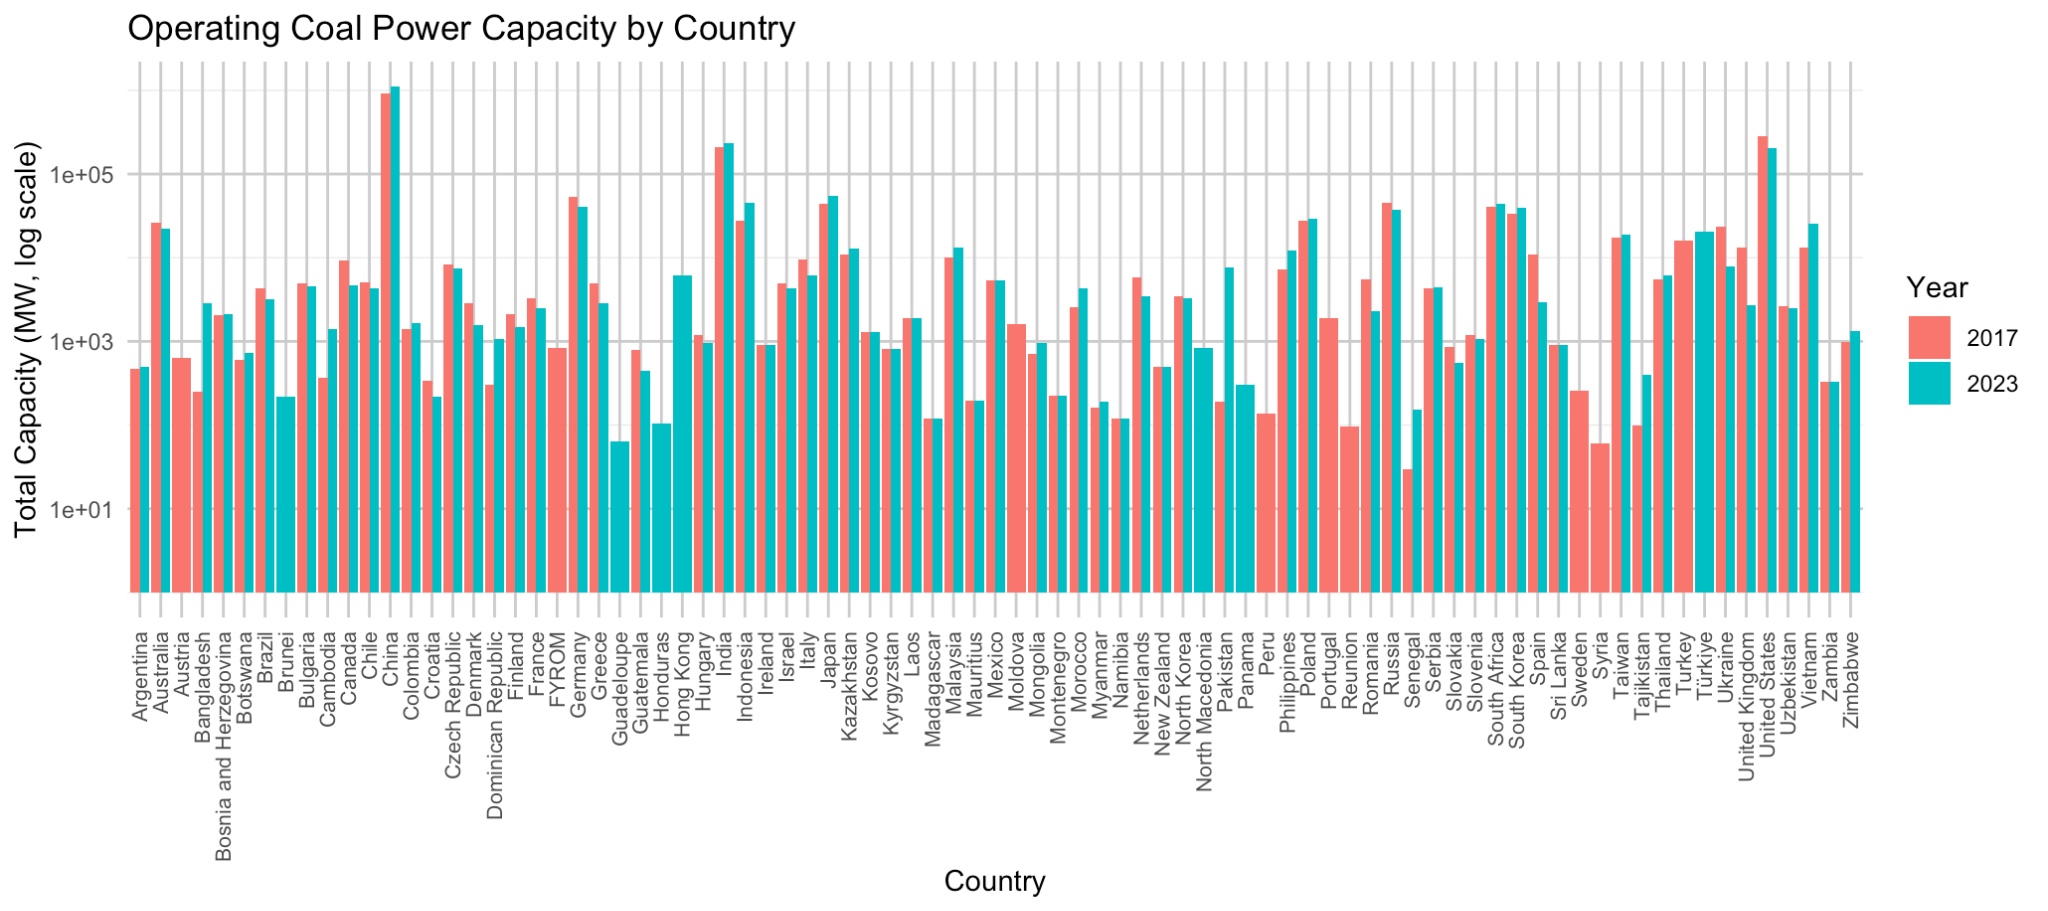 Operating Coal Power Capacity by Country
Total Capacity (MW, log scale)
1e+05
1e+03
1e+01
Argentina
Australia
Austria
Bangladesh
Bosnia and Herzegovina
Botswana
Brazil
Brunei
Bulgaria
Cambodia
Canada
Chile
China
Colombia
Croatia
Czech Republic
Denmark
Dominican Republic
Finland
France
FYROM
Germany
Greece
Guadeloupe
Guatemala
Honduras
Hong Kong
Hungary
India
Indonesia
Ireland
Israel
Italy
Japan
Kazakhstan
Kosovo
Kyrgyzstan
Laos
Madagascar
Malaysia
Mauritius
Mexico
Moldova
Mongolia
Montenegro
Morocco
Myanmar
Namibia
Netherlands
New Zealand
North Korea
North Macedonia
Pakistan
Panama
Peru
Philippines
Poland
Portugal
Reunion
Romania
Russia
Senegal
Serbia
Slovakia
Slovenia
South Africa
South Korea
Spain
Sri Lanka
Sweden
Syria
Taiwan
Tajikistan
Thailand
Turkey
Türkiye
Ukraine
United Kingdom
United States
Uzbekistan
Vietnam
Zambia
Zimbabwe
Country
Year
2017
2023